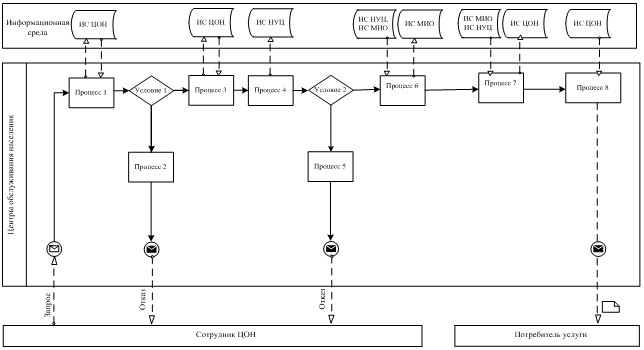 Информационная
среда
ИС ЦОН
ИС ЦОН
ИС НУЦ
ИС НУЦ,
ИС МИО
ИС МИО
ИС МИО
ИС НУЦ
ИС ЦОН
ИС ЦОН
Центры обслуживания населения
Процесс 1
Условие 1
Процесс 3
Процесс 4
Условие 2
Процесс 6
Процесс 7
Процесс 8
Процесс 2
Процесс 5
Запрос
Отказ
Отказ
Сотрудник ЦОН
Потребитель услуги